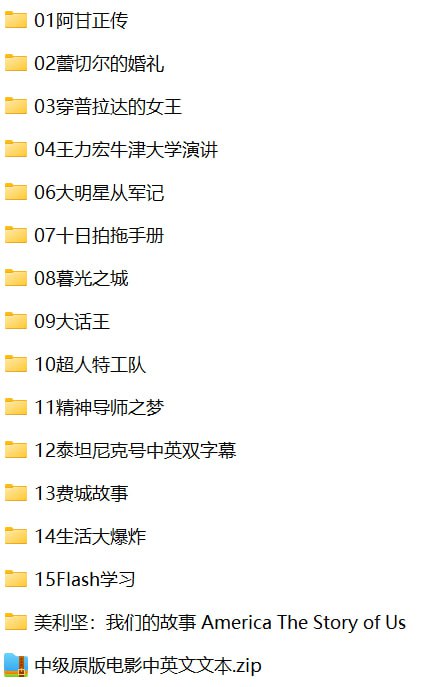 01阿甘正传
02蕾切尔的婚礼
03穿普拉达的女王
04王力宏牛津大学演讲
06大明星从军记
07十日拍拖手册
08暮光之城
09大话王
10超人特工队
11精神导师之梦
12泰坦尼克号中英双字幕
13费城故事
14生活大爆炸
15Flash学习
美利坚：我们的故事 America The Story of Us
中级原版电影中英文文本.zip